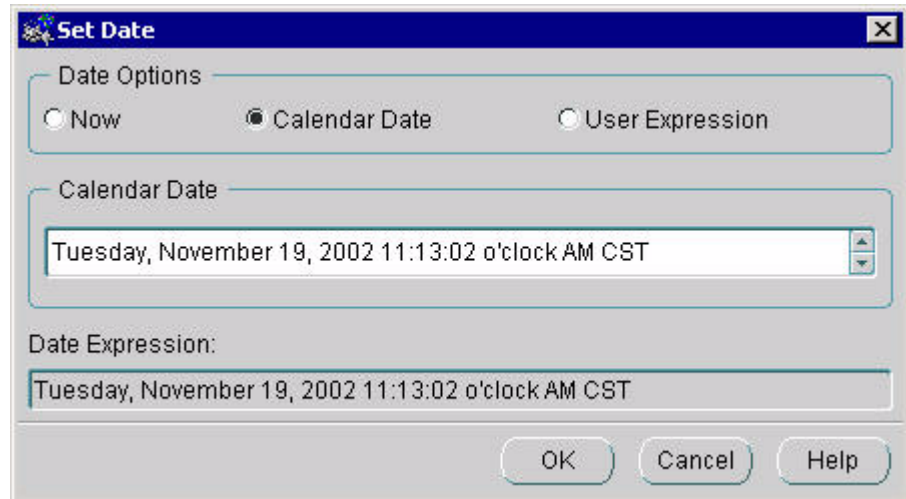 Set Date
Date Options
Now Calendar Date User Expression
Calendar Date
Tuesday, November 19, 2002 11:13:02 o'clock AM CST
Date Expression:
Tuesday, November 19, 2002 11:13:02 o'clock AM CST
OK Cancel Help